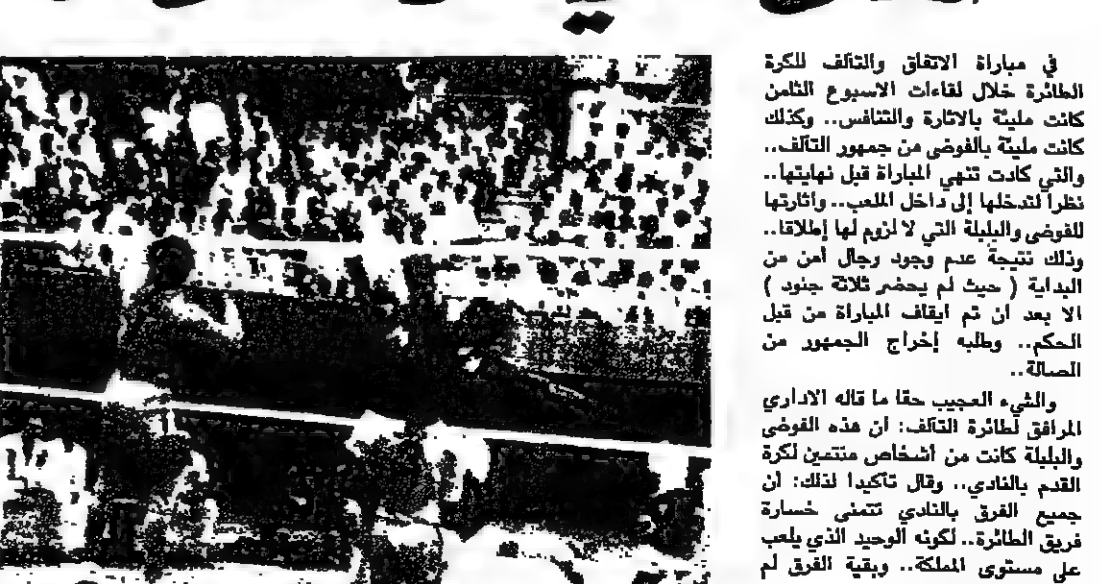 في مباراة الاتفاق والتآلف للكرة
الطائرة خلال لقاءات الاسبوع الثامن
كانت مليئة بالاثارة والتنافس.. وكذلك
كانت مليئة بالفوضى من جمهور التآلف..
والتي كادت تنهي المباراة قبل نهايتها..
نظرا لتدخلها إلى داخل الملعب.. واثارتها
للفوضى والبلبلة التي لا لزوم لها إطلاقا..
وذلك نتيجة عدم وجود رجال أمن من
البداية ( حيث لم يحضر ثلاثة جنود )
الا بعد ان تم ايقاف المباراة من قبل
الحكم.. وطلبه إخراج الجمهور من
الصالة..
والشيء العجيب حقا ما قاله الاداري
المرافق لطائرة التآلف: ان هذه الفوضى
والبلبلة كانت من أشخاص منتمين لكرة
القدم بالنادي.. وقال تأكيدا لذلك: ان
جميع الفرق بالنادي تتمنى خسارة
فريق الطائرة.. لكونه الوحيد الذي يلعب
على مستوى المملكة.. وبقية الفرق لم